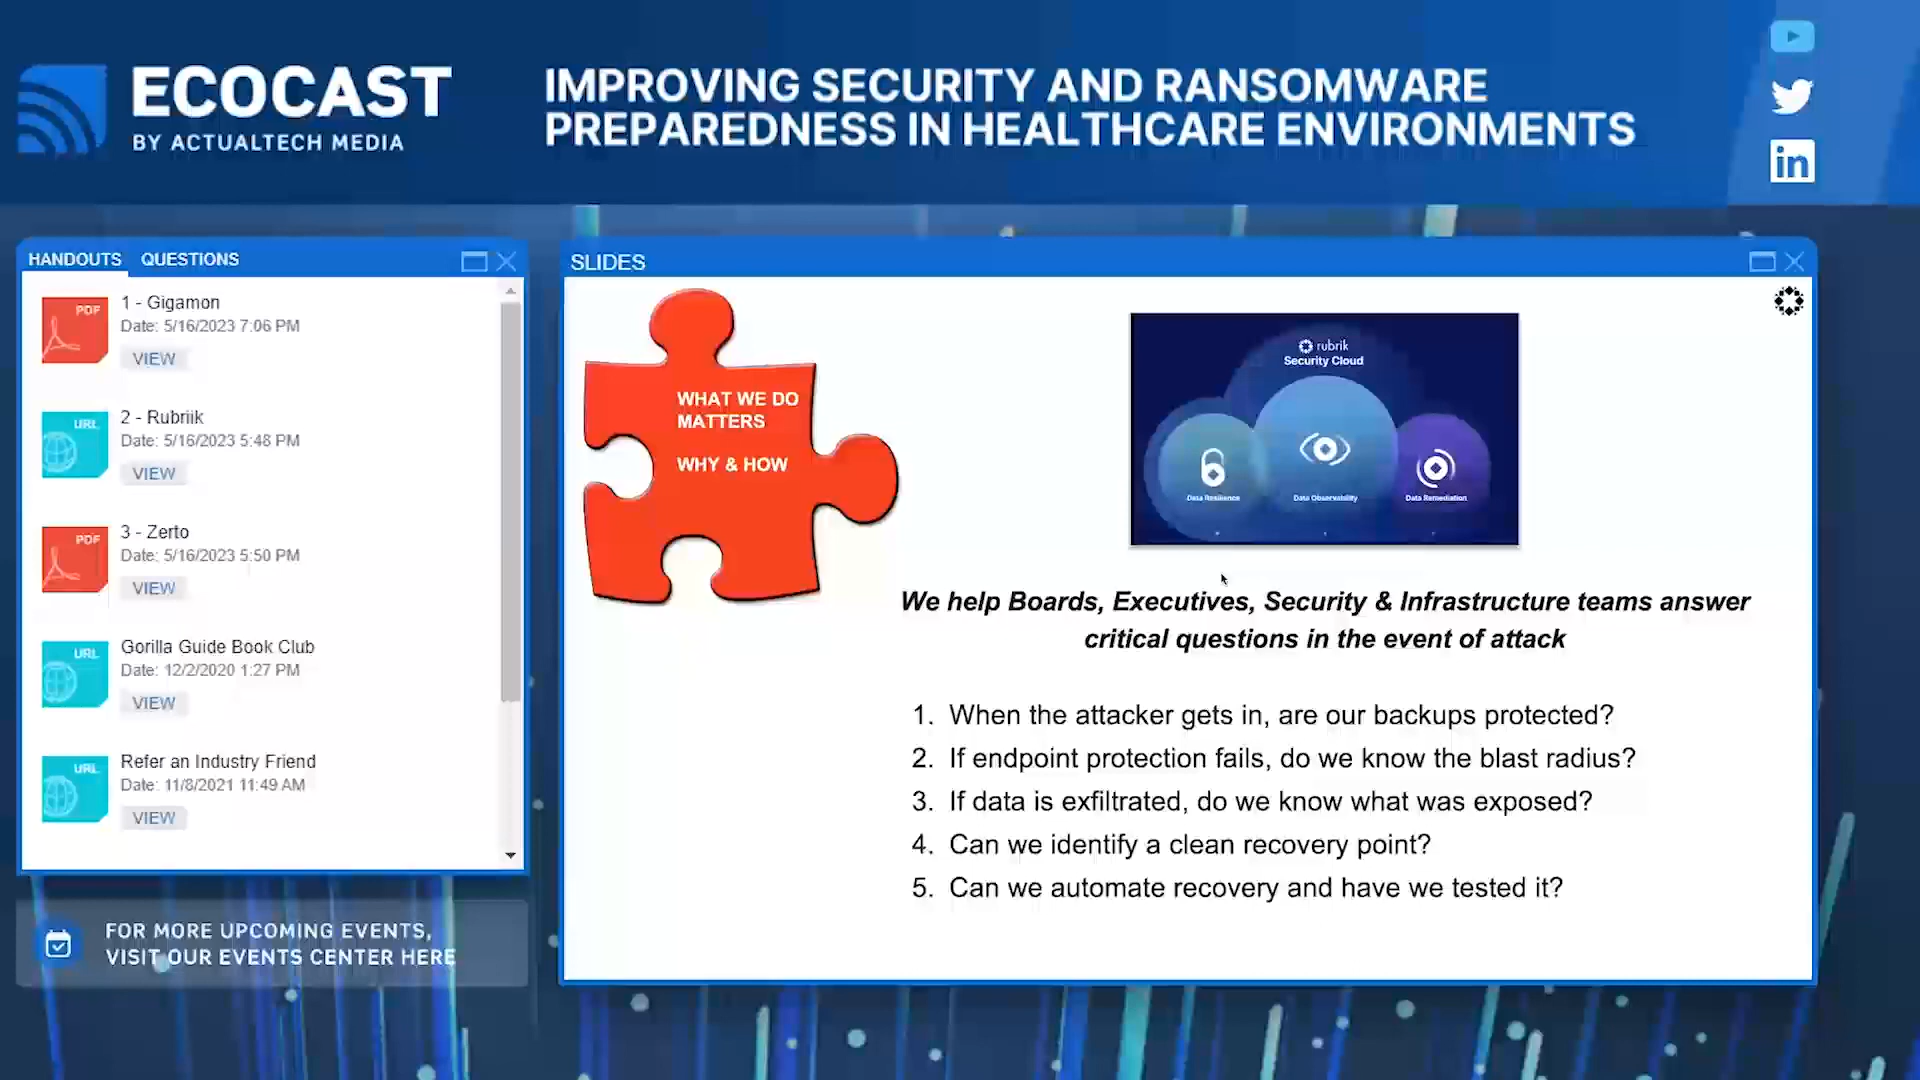 ECOCAST
BY ACTUALTECH MEDIA
IMPROVING SECURITY AND RANSOMWARE
PREPAREDNESS IN HEALTHCARE ENVIRONMENTS
in
HANDOUTS QUESTIONS
PDF
1 - Gigamon
Date: 5/16/2023 7:06 PM
VIEW
URL
2 - Rubriik
Date: 5/16/2023 5:48 PM
VIEW
PDF
3 - Zerto
Date: 5/16/2023 5:50 PM
VIEW
URL
Gorilla Guide Book Club
Date: 12/2/2020 1:27 PM
VIEW
URL
Refer an Industry Friend
Date: 11/8/2021 11:49 AM
VIEW
FOR MORE UPCOMING EVENTS,
VISIT OUR EVENTS CENTER HERE
SLIDES
WHAT WE DO
MATTERS
WHY & HOW
rubrik
Security Cloud
Data Resilience Data Observability Data Remediation
We help Boards, Executives, Security & Infrastructure teams answer
critical questions in the event of attack
1. When the attacker gets in, are our backups protected?
2. If endpoint protection fails, do we know the blast radius?
3. If data is exfiltrated, do we know what was exposed?
4. Can we identify a clean recovery point?
5. Can we automate recovery and have we tested it?